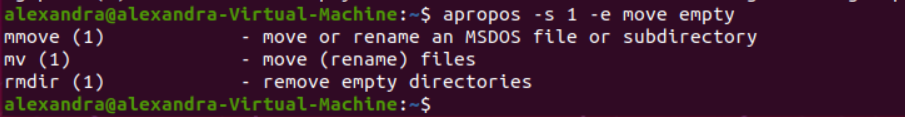 alexandra@alexandra-Virtual-Machine:~$ apropos -s 1 -e move empty
mmove (1)            - move or rename an MSDOS file or subdirectory
mv (1)               - move (rename) files
rmdir (1)            - remove empty directories
alexandra@alexandra-Virtual-Machine:~$